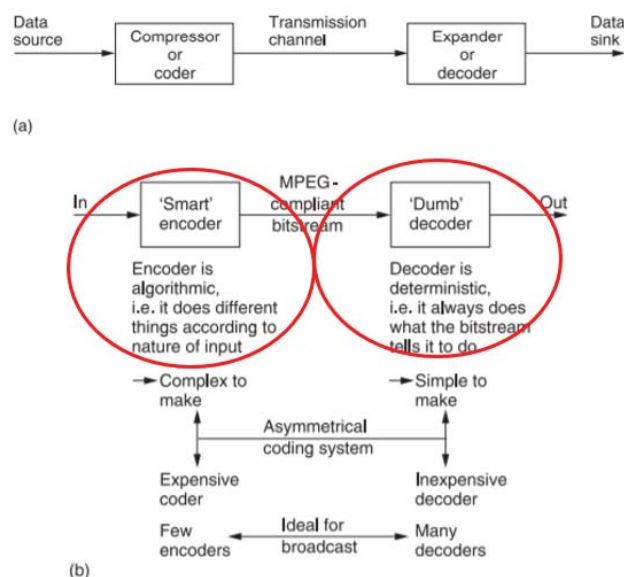 Data
source
Compressor
or
coder
Transmission
channel
Expander
or
decoder
Data
sink
(a)
In
'Smart'
encoder
MPEG-
compliant
bitstream
'Dumb'
decoder
Out
Encoder is
algorithmic,
i.e. it does different
things according to
nature of input
Decoder is
deterministic,
i.e. it always does
what the bitstream
tells it to do
Complex to
make
Simple to
make
Asymmetrical
coding system
Expensive
coder
Inexpensive
decoder
Few
encoders
Ideal for
broadcast
Many
decoders
(b)